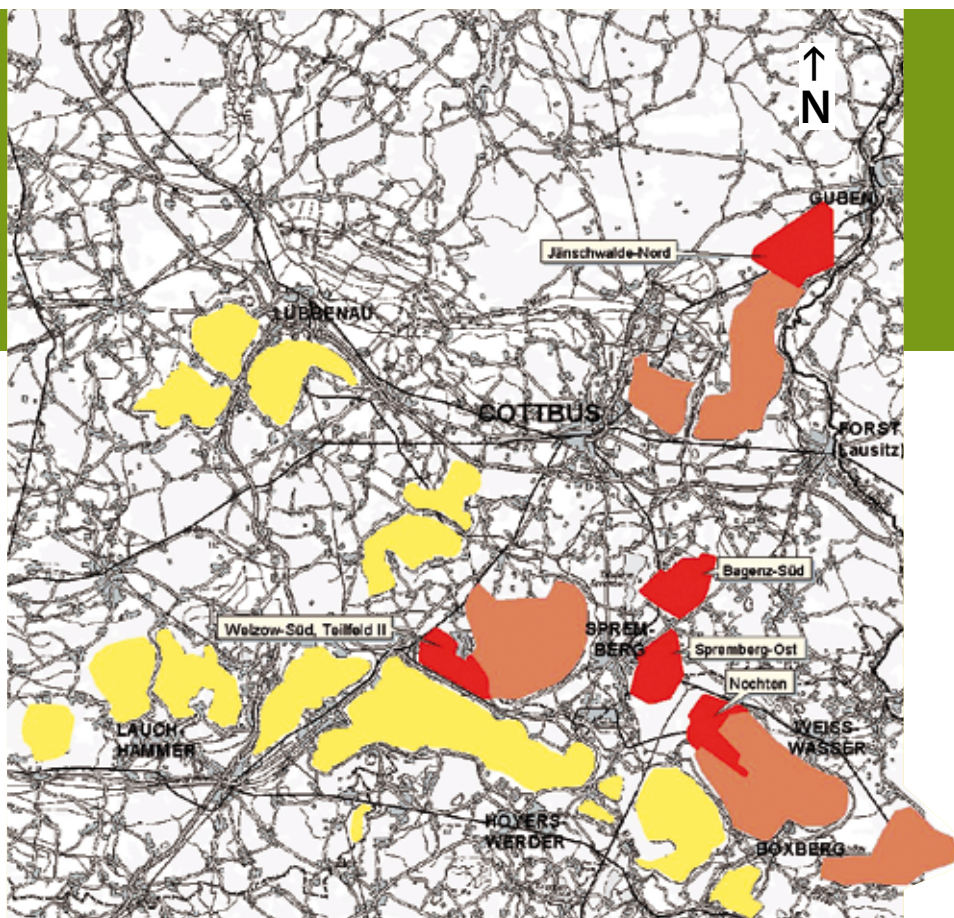 ↑
N
GUBEN
Jänschwalde-Nord
LÜBBENAU
COTTBUS
FORST
(Lausitz)
Bagenz-Süd
Welzow-Süd, Teilfeld II
SPREM-
BERG
Spremberg-Ost
Nochten
LAUCH-
HAMMER
WEISS-
WASSER
HOYERS-
WERDER
BOXBERG